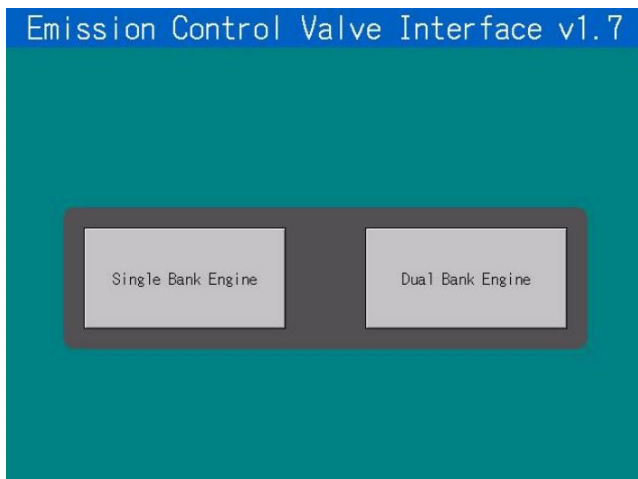 Emission Control Valve Interface v1.7
Single Bank Engine
Dual Bank Engine